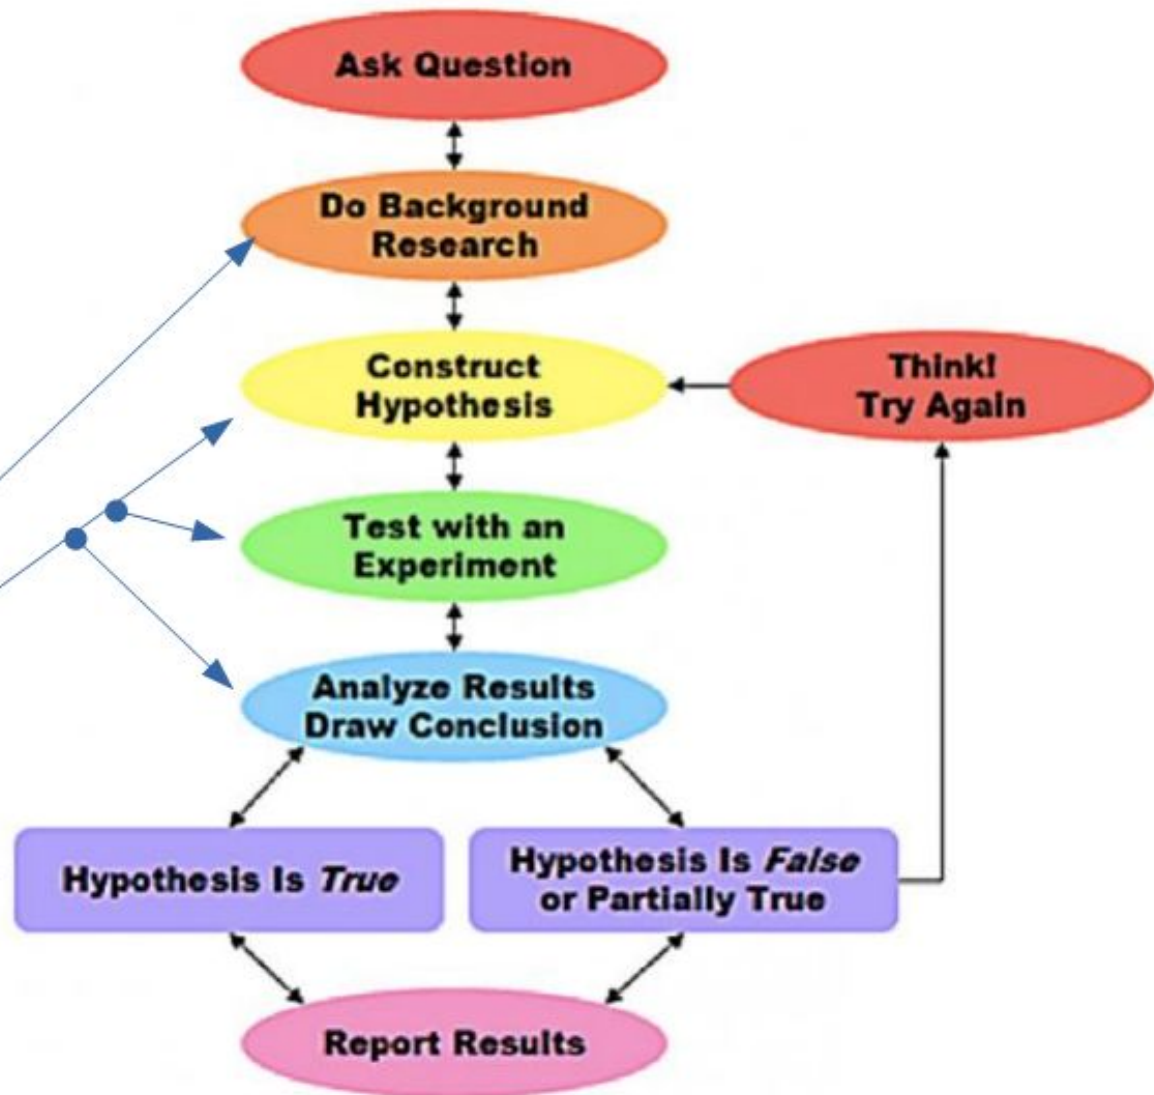 Ask Question
Do Background
Research
Construct
Hypothesis
Think!
Try Again
Test with an
Experiment
Analyze Results
Draw Conclusion
Hypothesis Is True
Hypothesis Is False
or Partially True
Report Results